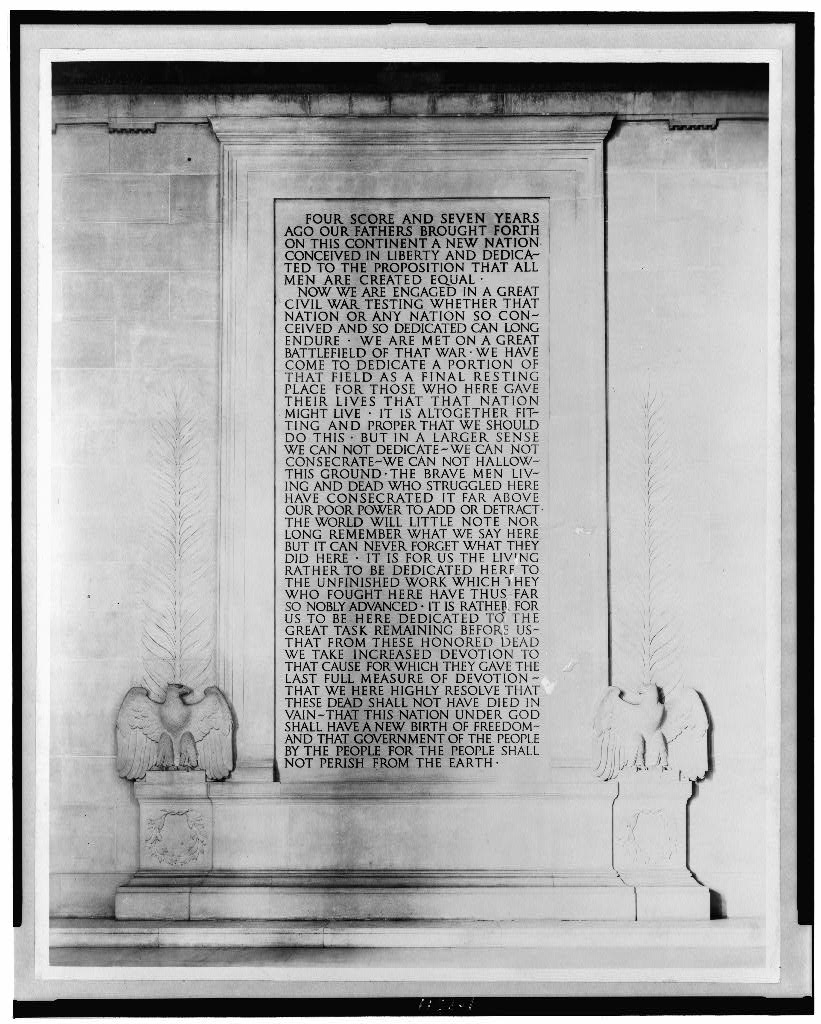 FOUR SCORE AND SEVEN YEARS
AGO OUR FATHERS BROUGHT FORTH
ON THIS CONTINENT A NEW NATION
CONCEIVED IN LIBERTY AND DEDICA~
TED TO THE PROPOSITION THAT ALL
MEN ARE CREATED EQUAL ·
NOW WE ARE ENGAGED IN A GREAT
CIVIL WAR TESTING WHETHER THAT
NATION OR ANY NATION SO CON~
CEIVED AND SO DEDICATED CAN LONG
ENDURE · WE ARE MET ON A GREAT
BATTLEFIELD OF THAT WAR · WE HAVE
COME TO DEDICATE A PORTION OF
THAT FIELD AS A FINAL RESTING
PLACE FOR THOSE WHO HERE GAVE
THEIR LIVES THAT THAT NATION
MIGHT LIVE · IT IS ALTOGETHER FIT~
TING AND PROPER THAT WE SHOULD
DO THIS · BUT IN A LARGER SENSE
WE CAN NOT DEDICATE~WE CAN NOT
CONSECRATE~WE CAN NOT HALLOW~
THIS GROUND · THE BRAVE MEN LIV~
ING AND DEAD WHO STRUGGLED HERE
HAVE CONSECRATED IT FAR ABOVE
OUR POOR POWER TO ADD OR DETRACT ·
THE WORLD WILL LITTLE NOTE NOR
LONG REMEMBER WHAT WE SAY HERE
BUT IT CAN NEVER FORGET WHAT THEY
DID HERE · IT IS FOR US THE LIVING
RATHER TO BE DEDICATED HERE TO
THE UNFINISHED WORK WHICH THEY
WHO FOUGHT HERE HAVE THUS FAR
SO NOBLY ADVANCED · IT IS RATHER FOR
US TO BE HERE DEDICATED TO THE
GREAT TASK REMAINING BEFORE US~
THAT FROM THESE HONORED DEAD
WE TAKE INCREASED DEVOTION TO
THAT CAUSE FOR WHICH THEY GAVE THE
LAST FULL MEASURE OF DEVOTION~
THAT WE HERE HIGHLY RESOLVE THAT
THESE DEAD SHALL NOT HAVE DIED IN
VAIN~THAT THIS NATION UNDER GOD
SHALL HAVE A NEW BIRTH OF FREEDOM~
AND THAT GOVERNMENT OF THE PEOPLE
BY THE PEOPLE FOR THE PEOPLE SHALL
NOT PERISH FROM THE EARTH ·